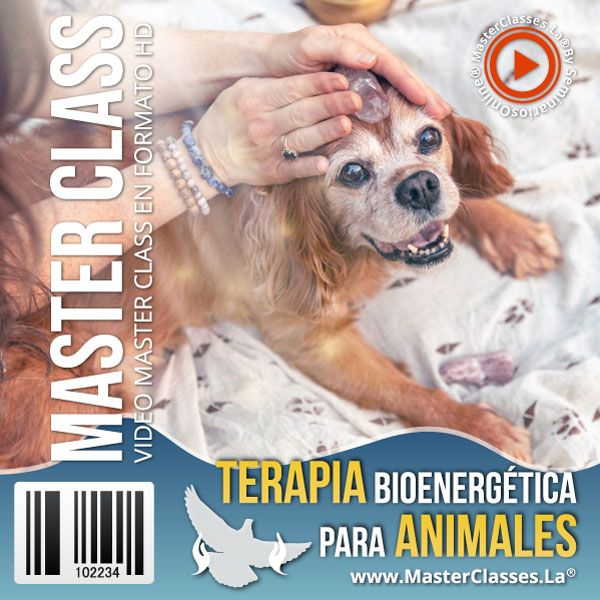 MASTER CLASS
VIDEO MASTER CLASS EN FORMATO HD
MasterClasses.La®By SeminariosOnline®
TERAPIA BIOENERGÉTICA
PARA ANIMALES
102234
www.MasterClasses.La®